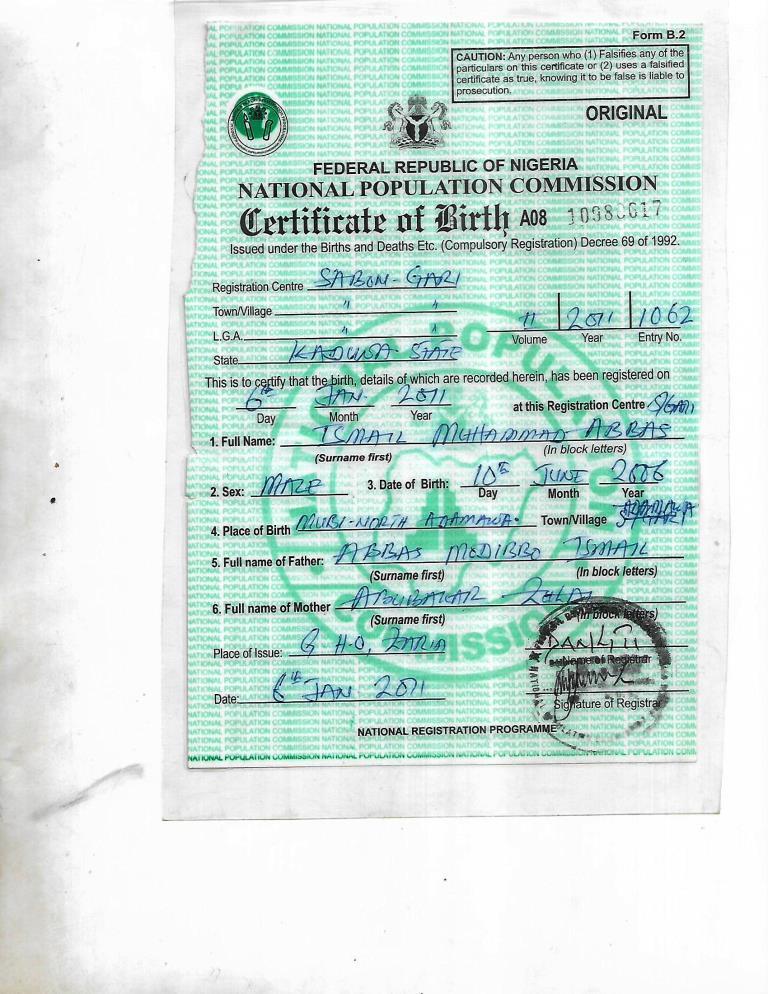 Form B.2
CAUTION: Any person who (1) Falsifies any of the
particulars on this certificate or (2) uses a falsified
certificate as true, knowing it to be false is liable to
prosecution.
ORIGINAL
FEDERAL REPUBLIC OF NIGERIA
NATIONAL POPULATION COMMISSION
Certificate of Birth A08
Issued under the Births and Deaths Etc. (Compulsory Registration) Decree 69 of 1992.
Registration Centre SABON-GARI
Town/Village " "
L.G.A. " " 11 2011 1062
Volume Year Entry No.
State KADUNA STATE
This is to certify that the birth, details of which are recorded herein, has been registered on
6th JAN 2011 at this Registration Centre S/GARI
Day Month Year
1. Full Name: ISMAIL MUHAMMAD ABBAS
(Surname first) (In block letters)
2. Sex: MALE 3. Date of Birth: 10th JUNE 2006
Day Month Year
4. Place of Birth MUBI-NORTH ADAMAWA. Town/Village ADAMAWA
5. Full name of Father: ABBAS MODIBBO ISMAIL
(Surname first) (In block letters)
6. Full name of Mother ABUBAKAR
(Surname first) (In block letters)
Place of Issue: G.H.O, ZARIA
Name of Registrar
Date: 6th JAN 2011
Signature of Registrar
NATIONAL REGISTRATION PROGRAMME
NATIONAL POPULATION COMMISSION